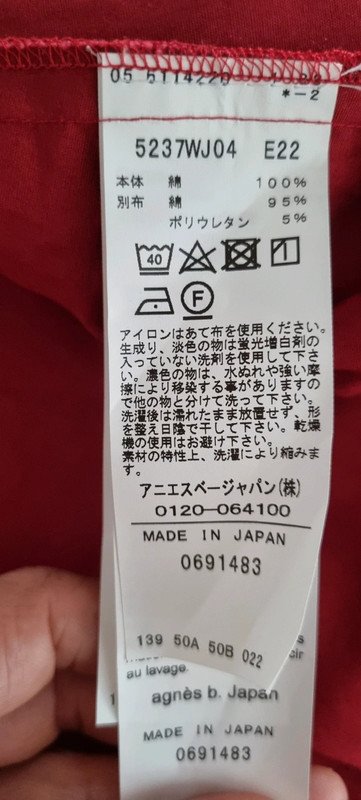 5237WJ04 E22
*-2
本体 綿 100%
別布 綿 95%
ポリウレタン 5%
40
F
アイロンはあて布を使用ください。
生成り、淡色の物は蛍光増白剤の
入っていない洗剤を使用して下さ
い。濃色の物は、水ぬれや強い摩
擦により移染する事がありますの
で他の物と分けて洗って下さい。
洗濯後は濡れたまま放置せず、形
を整え日陰で干して下さい。乾燥
機の使用はお避け下さい。
素材の特性上、洗濯により縮みま
す。
アニエスベージャパン(株)
0120-064100
MADE IN JAPAN
0691483
139 50A 50B 022
au lavage.
agnès b. Japan
MADE IN JAPAN
0691483